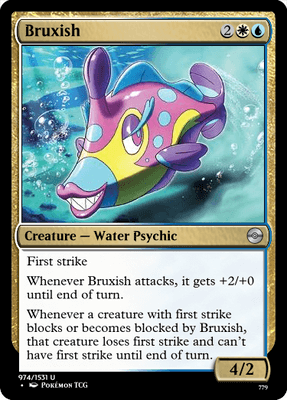 Bruxish 2
Creature — Water Psychic
First strike
Whenever Bruxish attacks, it gets +2/+0
until end of turn.
Whenever a creature with first strike
blocks or becomes blocked by Bruxish,
that creature loses first strike and can't
have first strike until end of turn.
4/2
974/1531 U
• Pokémon TCG
779